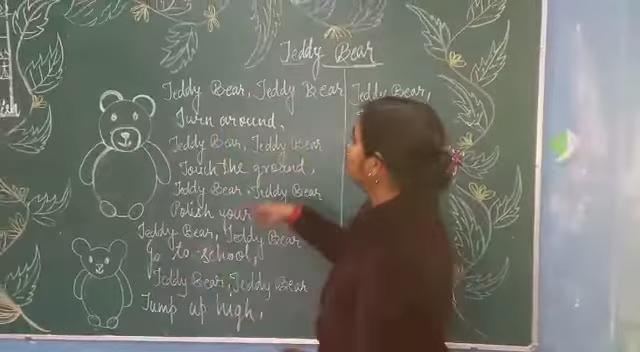 Teddy Bear
Teddy Bear, Teddy Bear
Turn around,
Teddy Bear, Teddy Bear
Touch the ground,
Teddy Bear, Teddy Bear
Polish your
Teddy Bear, Teddy Bear
Go to school,
Teddy Bear, Teddy Bear
Jump up high,
Teddy Bear,